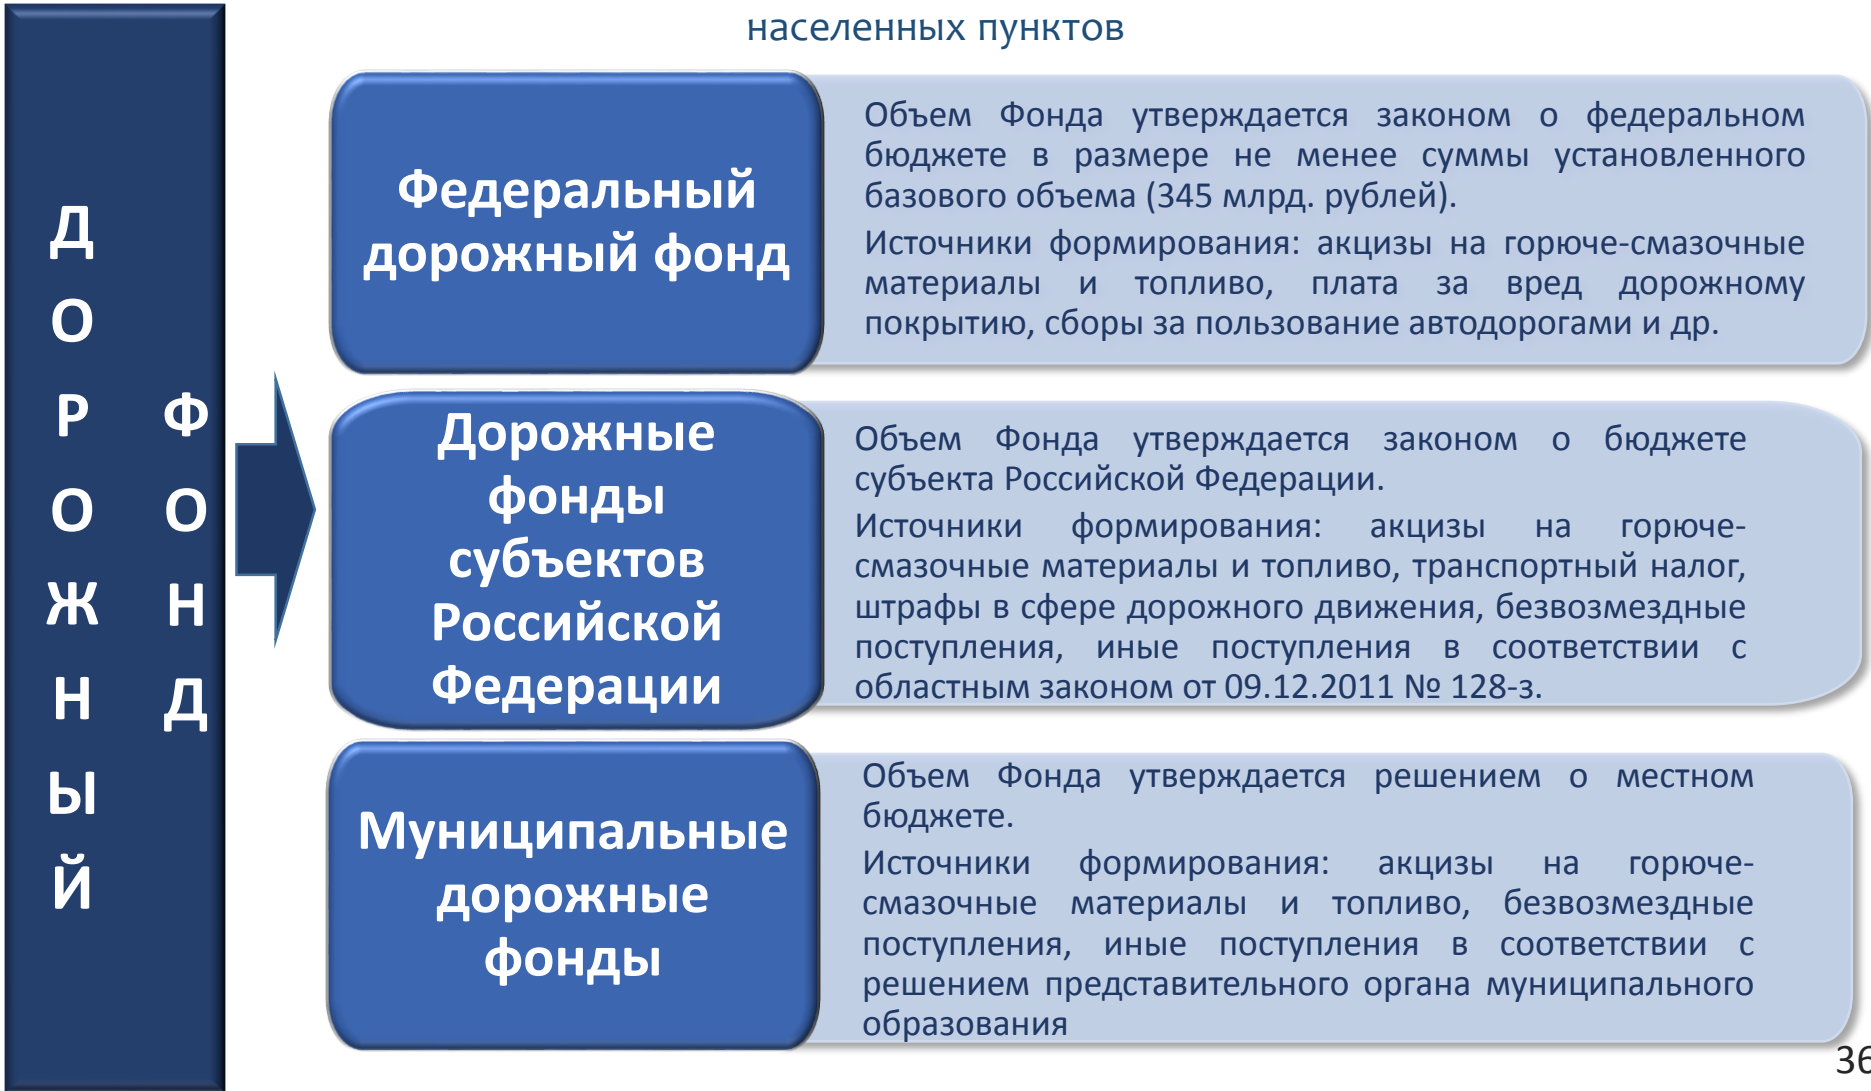 населенных пунктов
ДОРОЖНЫЙ
ФОНД
Федеральный
дорожный фонд
Объем Фонда утверждается законом о федеральном
бюджете в размере не менее суммы установленного
базового объема (345 млрд. рублей).
Источники формирования: акцизы на горюче-смазочные
материалы и топливо, плата за вред дорожному
покрытию, сборы за пользование автодорогами и др.
Дорожные
фонды
субъектов
Российской
Федерации
Объем Фонда утверждается законом о бюджете
субъекта Российской Федерации.
Источники формирования: акцизы на горюче-
смазочные материалы и топливо, транспортный налог,
штрафы в сфере дорожного движения, безвозмездные
поступления, иные поступления в соответствии с
областным законом от 09.12.2011 № 128-з.
Муниципальные
дорожные
фонды
Объем Фонда утверждается решением о местном
бюджете.
Источники формирования: акцизы на горюче-
смазочные материалы и топливо, безвозмездные
поступления, иные поступления в соответствии с
решением представительного органа муниципального
образования
36